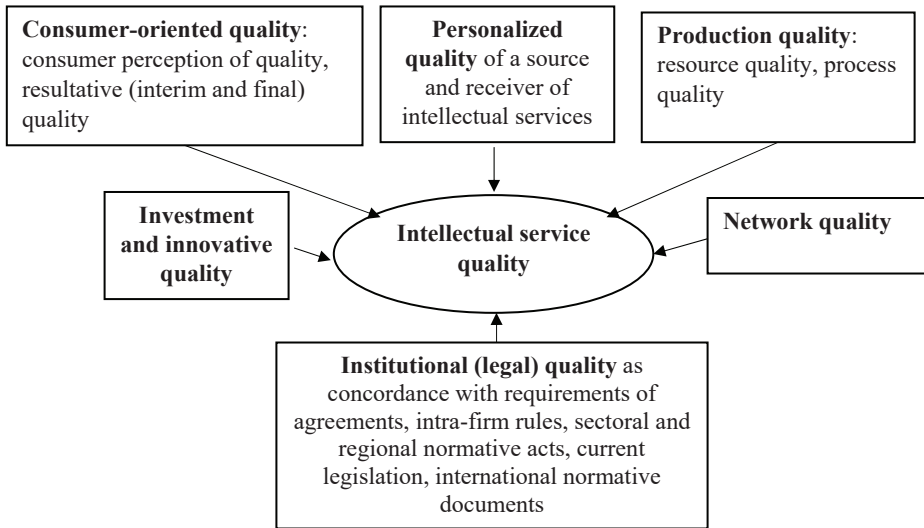 Consumer-oriented quality:
consumer perception of quality,
resultative (interim and final)
quality
Personalized
quality of a source
and receiver of
intellectual services
Production quality:
resource quality, process
quality
Investment
and innovative
quality
Intellectual service
quality
Network quality
Institutional (legal) quality as
concordance with requirements of
agreements, intra-firm rules, sectoral and
regional normative acts, current
legislation, international normative
documents